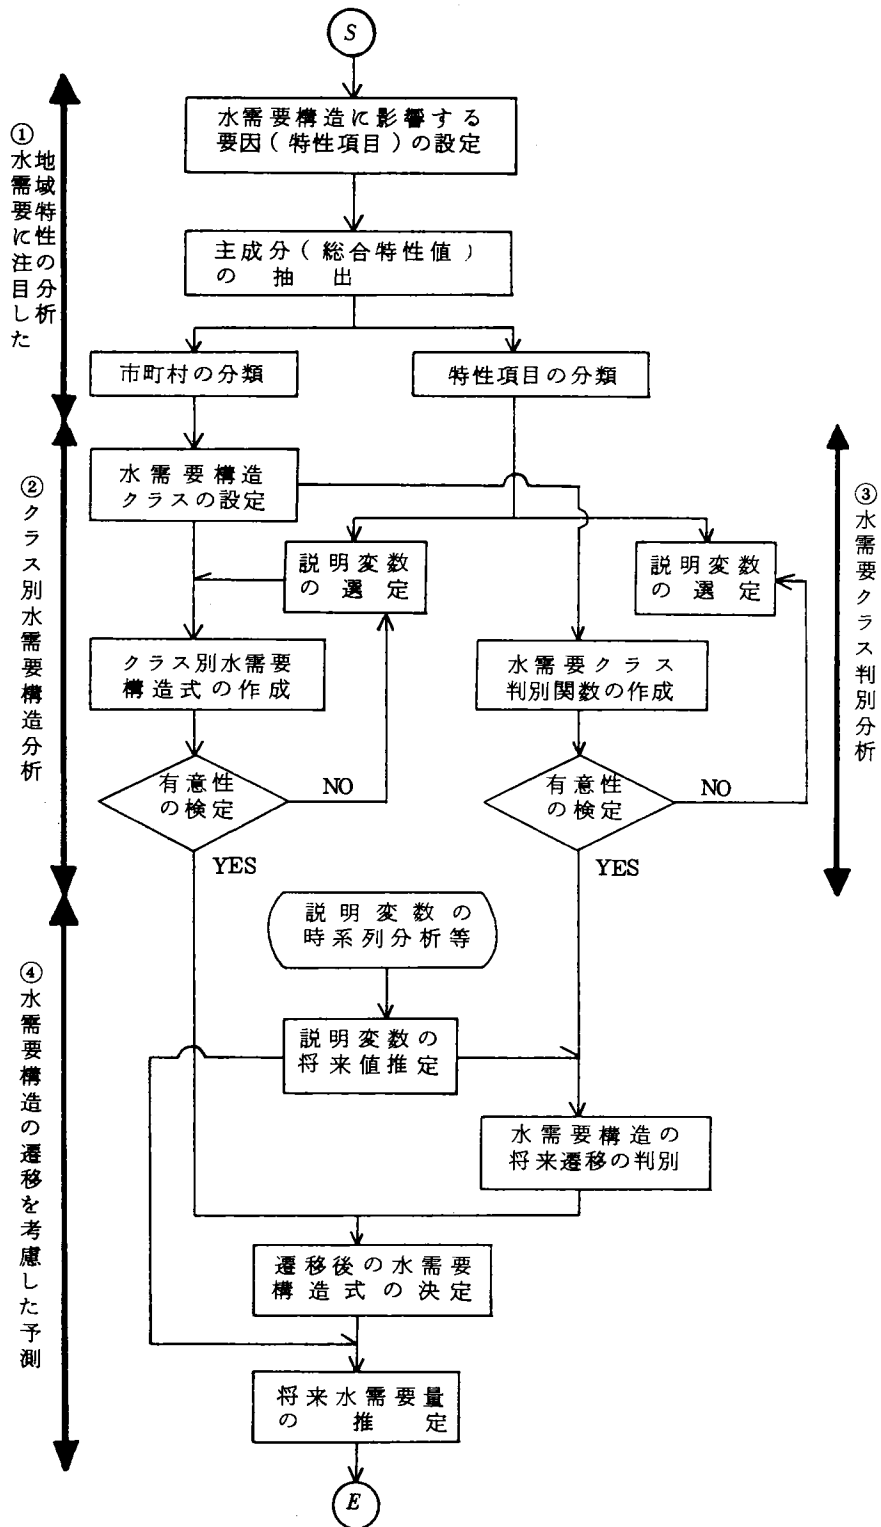 S
水需要構造に影響する
要因(特性項目)の設定
主成分(総合特性値)
の抽出
市町村の分類
特性項目の分類
①水需要に注目した
地域特性の分析
水需要構造
クラスの設定
説明変数
の選定
説明変数
の選定
クラス別水需要
構造式の作成
水需要クラス
判別関数の作成
有意性
の検定
NO
YES
有意性
の検定
NO
YES
②クラス別水需要構造分析
③水需要クラス判別分析
説明変数の
時系列分析等
説明変数の
将来値推定
水需要構造の
将来遷移の判別
遷移後の水需要
構造式の決定
将来水需要量
の推定
④水需要構造の遷移を考慮した予測
E